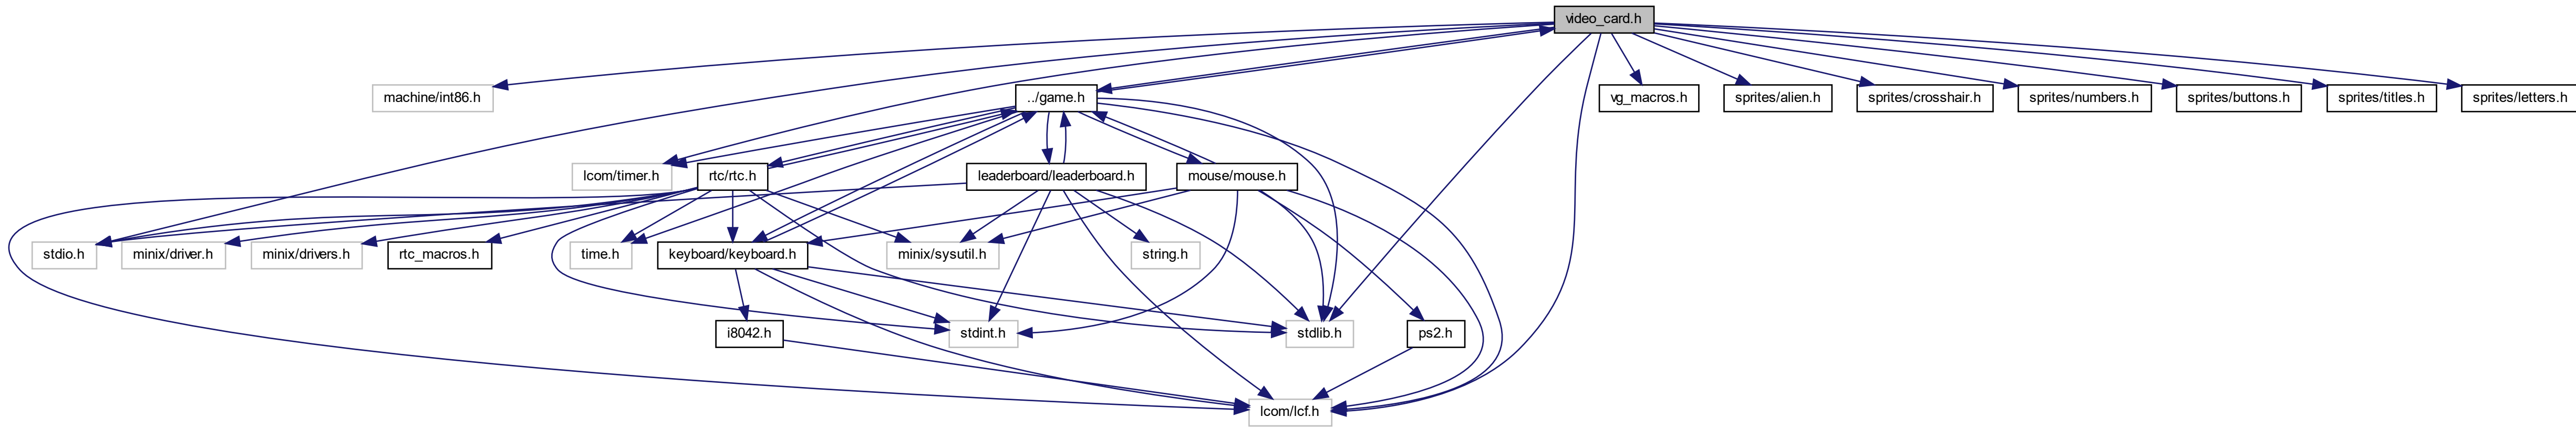 video_card.h
machine/int86.h
../game.h
vg_macros.h
sprites/alien.h
sprites/crosshair.h
sprites/numbers.h
sprites/buttons.h
sprites/titles.h
sprites/letters.h
lcom/timer.h
rtc/rtc.h
leaderboard/leaderboard.h
mouse/mouse.h
stdio.h
minix/driver.h
minix/drivers.h
rtc_macros.h
time.h
keyboard/keyboard.h
minix/sysutil.h
string.h
i8042.h
stdint.h
stdlib.h
ps2.h
lcom/lcf.h